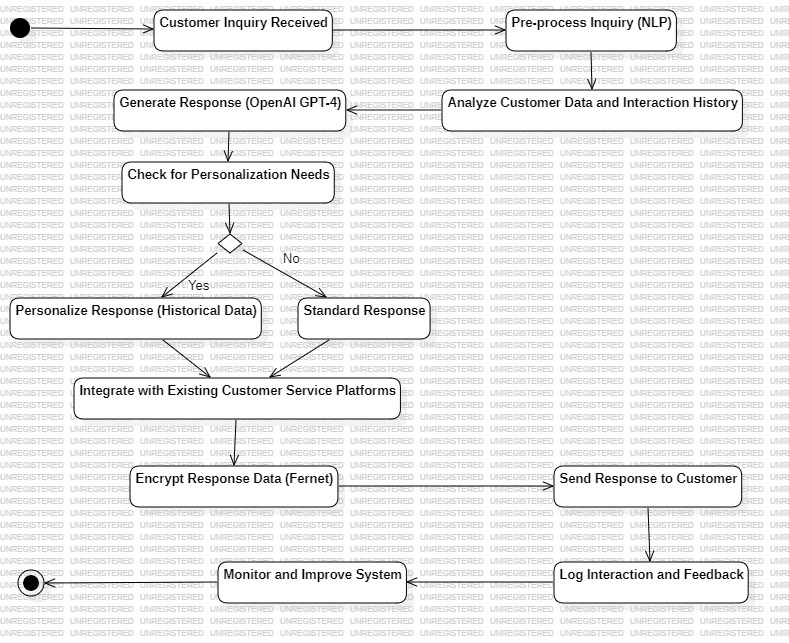 Customer Inquiry Received
Pre-process Inquiry (NLP)
Generate Response (OpenAI GPT-4)
Analyze Customer Data and Interaction History
Check for Personalization Needs
No
Yes
Personalize Response (Historical Data)
Standard Response
Integrate with Existing Customer Service Platforms
Encrypt Response Data (Fernet)
Send Response to Customer
Monitor and Improve System
Log Interaction and Feedback
UNREGISTERED